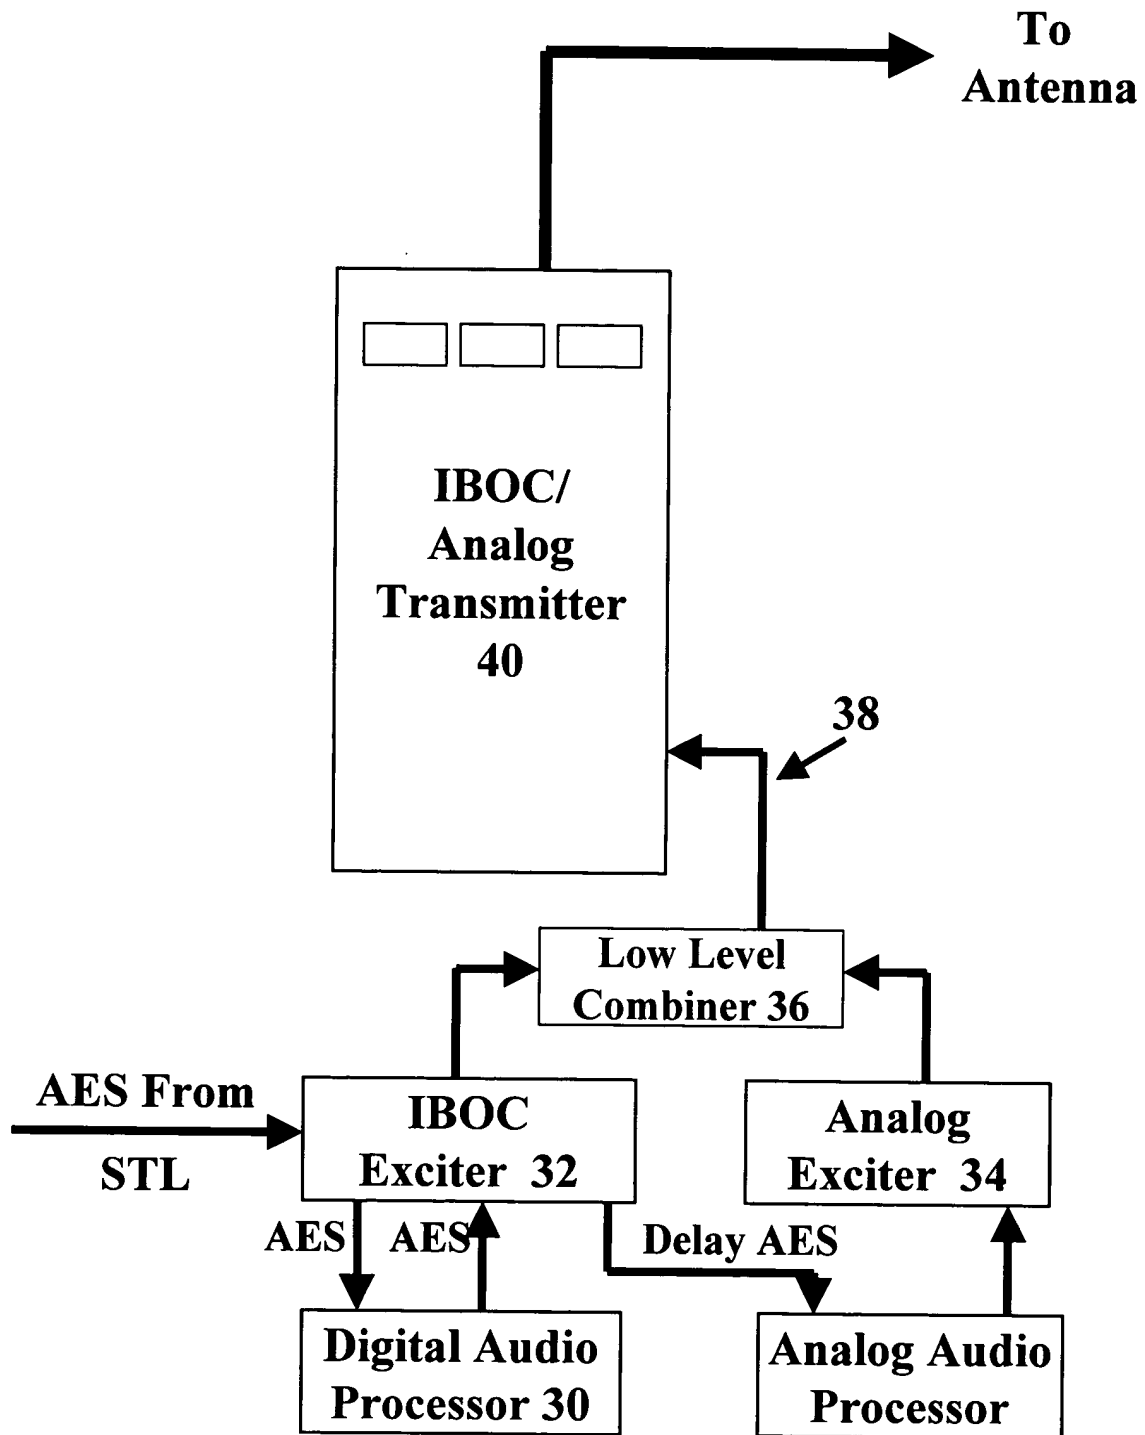 To
Antenna
IBOC/
Analog
Transmitter
40
38
Low Level
Combiner 36
AES From
STL
IBOC
Exciter 32
Analog
Exciter 34
AES
AES
Delay AES
Digital Audio
Processor 30
Analog Audio
Processor